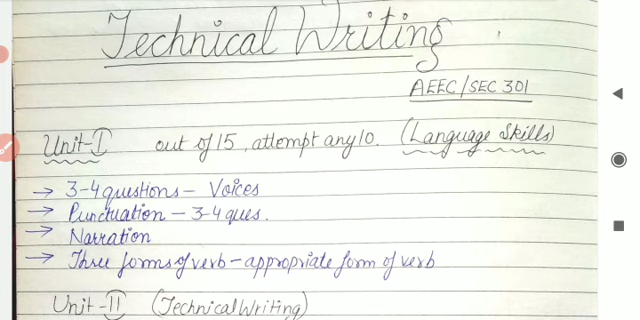 Technical Writing
AEEC/SEC 301
Unit-I out of 15, attempt any 10. (Language Skills)
→ 3-4 questions - Voices
→ Punctuation - 3-4 ques.
→ Narration
→ Three forms of verb - appropriate form of verb
Unit-II (Technical Writing)